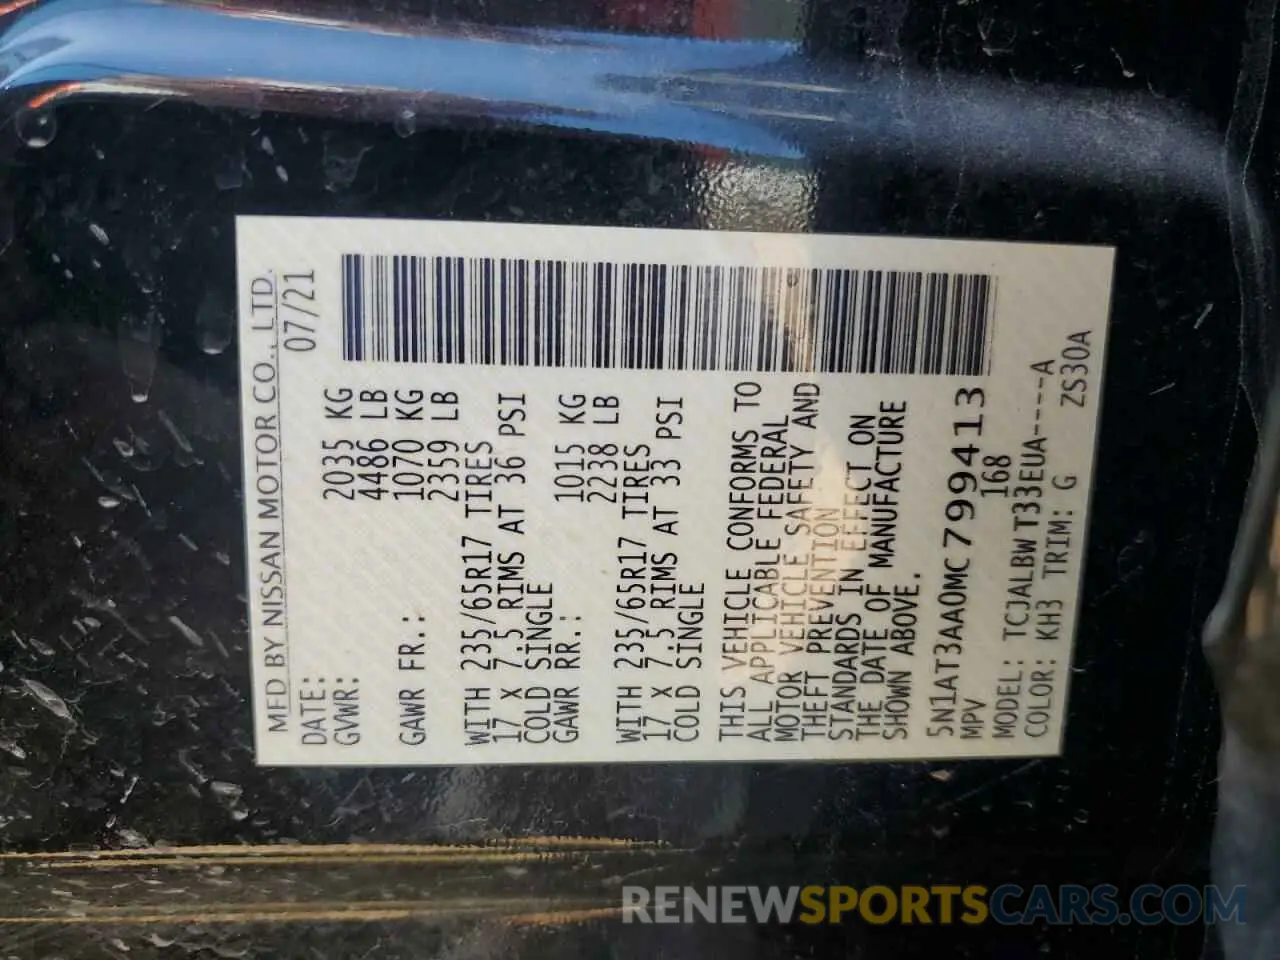 MFD BY NISSAN MOTOR CO., LTD.
DATE: 07/21
GVWR: 2035 KG
4486 LB
GAWR FR.: 1070 KG
2359 LB
WITH 235/65R17 TIRES
17 X 7.5 RIMS AT 36 PSI
COLD SINGLE
GAWR RR.: 1015 KG
2238 LB
WITH 235/65R17 TIRES
17 X 7.5 RIMS AT 33 PSI
COLD SINGLE
THIS VEHICLE CONFORMS TO
ALL APPLICABLE FEDERAL
MOTOR VEHICLE SAFETY AND
THEFT PREVENTION
STANDARDS IN EFFECT ON
THE DATE OF MANUFACTURE
SHOWN ABOVE.
5N1AT3AA0MC799413
MPV 168
MODEL: TCJALBW T33EUA----A
COLOR: KH3 TRIM: G ZS30A
RENEWSPORTSCARS.COM